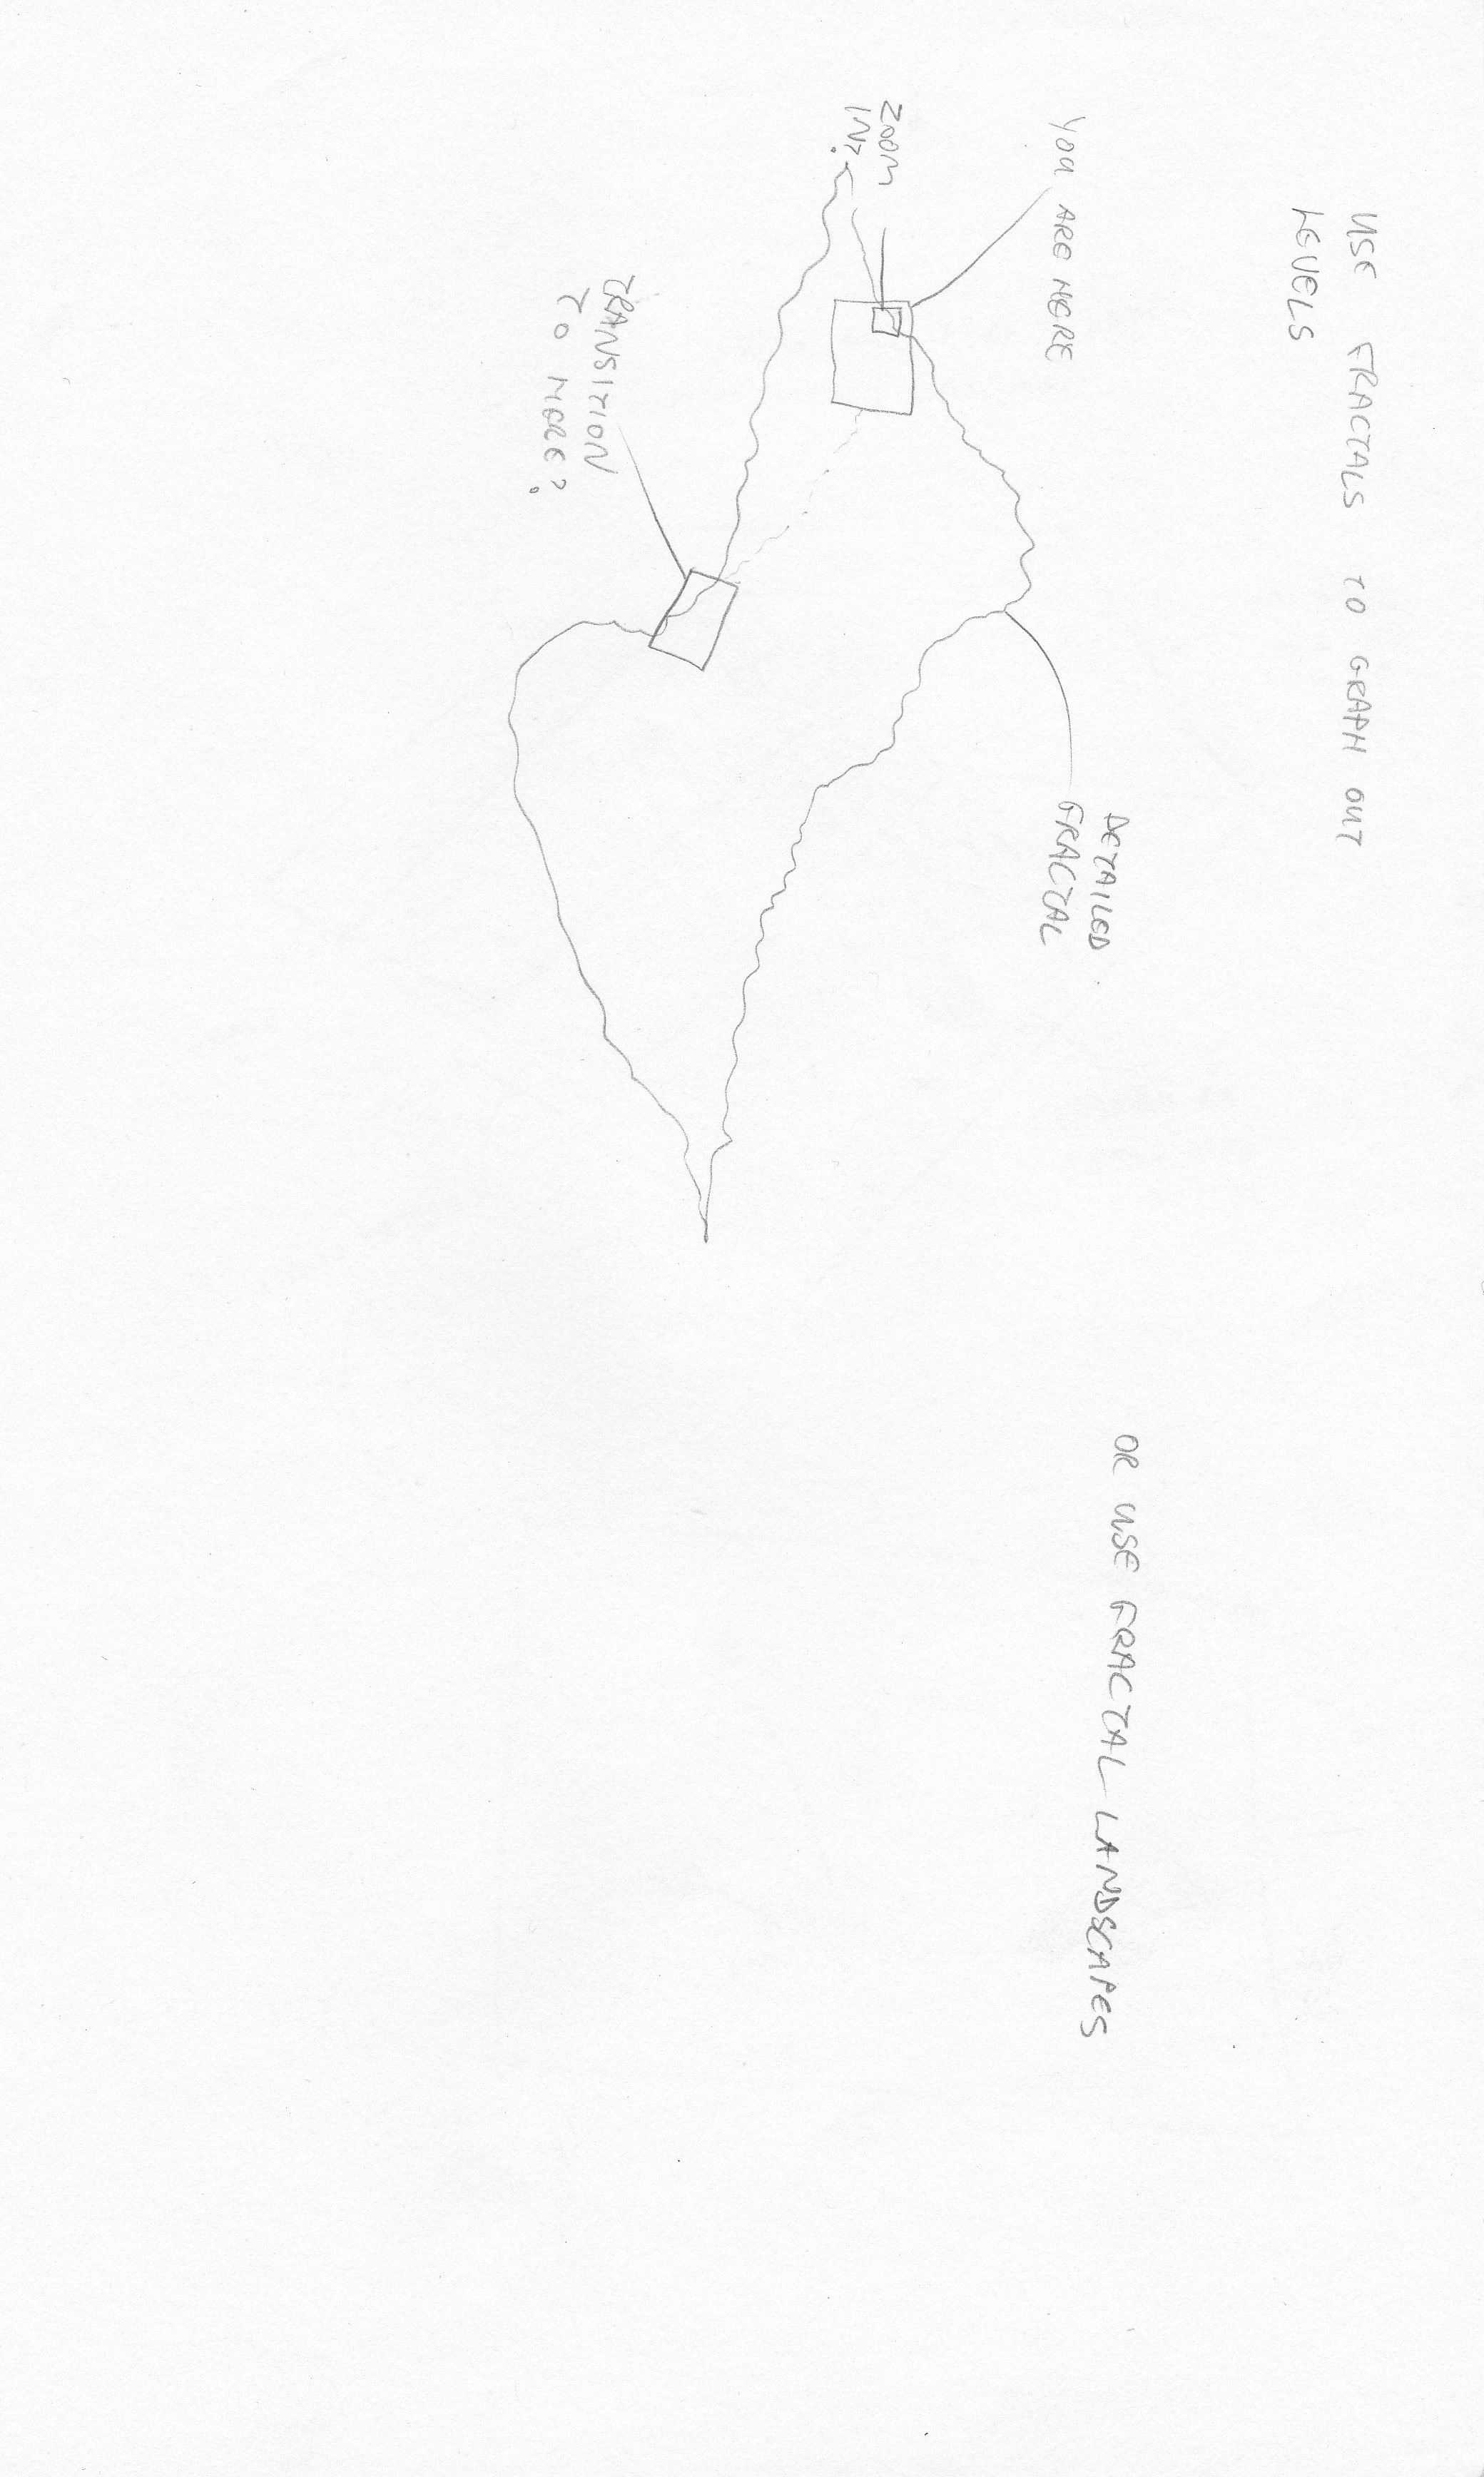 USE FRACTALS TO GRAPH OUT
LEVELS
YOU ARE HERE
ZOOM
IN?
TRANSITION
TO HERE?
DETAILED
FRACTAL
OR USE FRACTAL LANDSCAPES